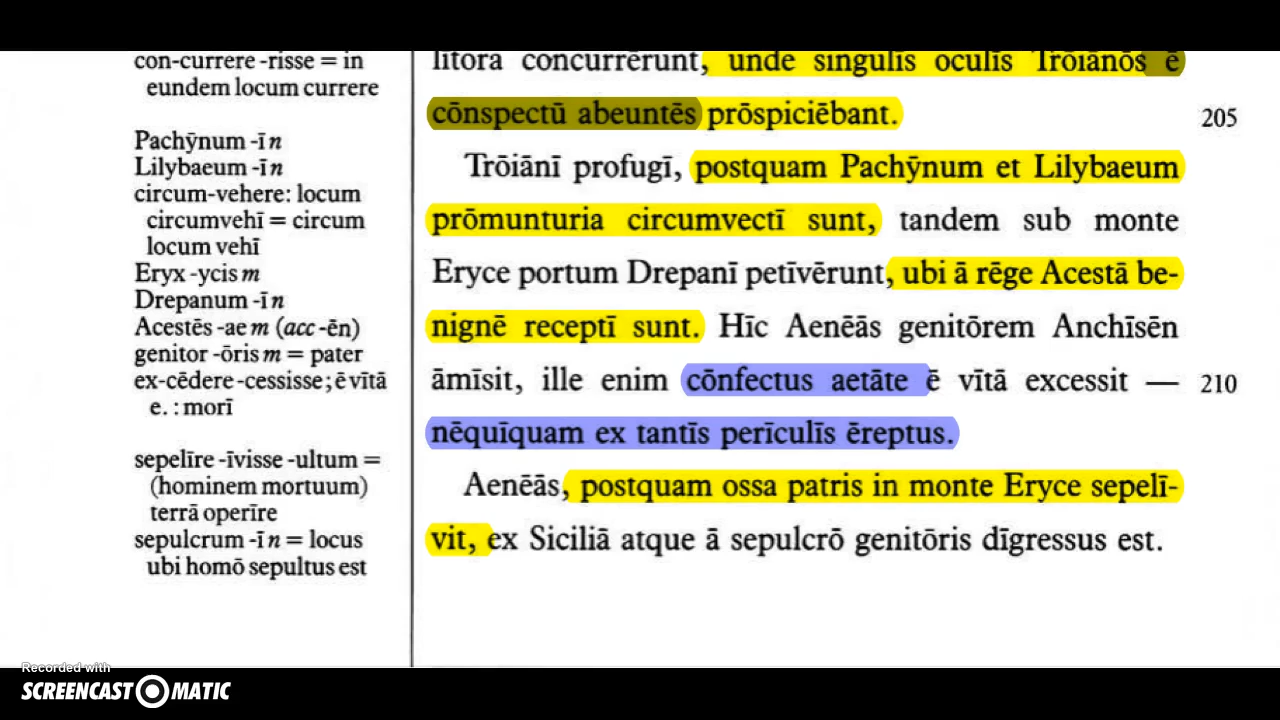 con-currere -risse = in
eundem locum currere
Pachȳnum -ī n
Lilybaeum -ī n
circum-vehere: locum
circumvehī = circum
locum vehī
Eryx -ycis m
Drepanum -ī n
Acestēs -ae m (acc -ēn)
genitor -ōris m = pater
ex-cēdere -cessisse; ē vītā
e. : morī
sepelīre -īvisse -ultum =
(hominem mortuum)
terrā operīre
sepulcrum -ī n = locus
ubi homō sepultus est
lītora concurrērunt, unde singulīs oculīs Trōiānōs ē
cōnspectū abeuntēs prōspiciēbant.
205
Trōiānī profugī, postquam Pachȳnum et Lilybaeum
prōmunturia circumvectī sunt, tandem sub monte
Eryce portum Drepanī petīvērunt, ubi ā rēge Acestā be-
nignē receptī sunt. Hīc Aenēās genitōrem Anchīsēn
āmīsit, ille enim cōnfectus aetāte ē vītā excessit —
210
nēquīquam ex tantīs perīculīs ēreptus.
Aenēās, postquam ossa patris in monte Eryce sepelī-
vit, ex Siciliā atque ā sepulcrō genitōris dīgressus est.
Recorded with
SCREENCAST-O-MATIC